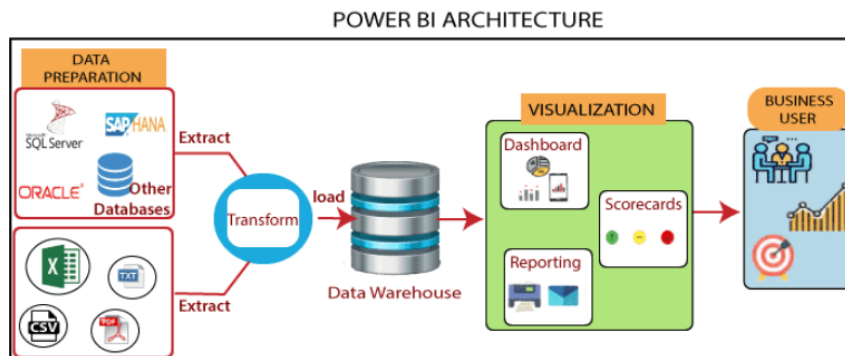 POWER BI ARCHITECTURE
DATA
PREPARATION
Microsoft
SQL Server
SAP HANA
ORACLE
Other
Databases
Extract
X
TXT
CSV
PDF
Extract
Transform
load
Data Warehouse
VISUALIZATION
Dashboard
Scorecards
Reporting
BUSINESS
USER